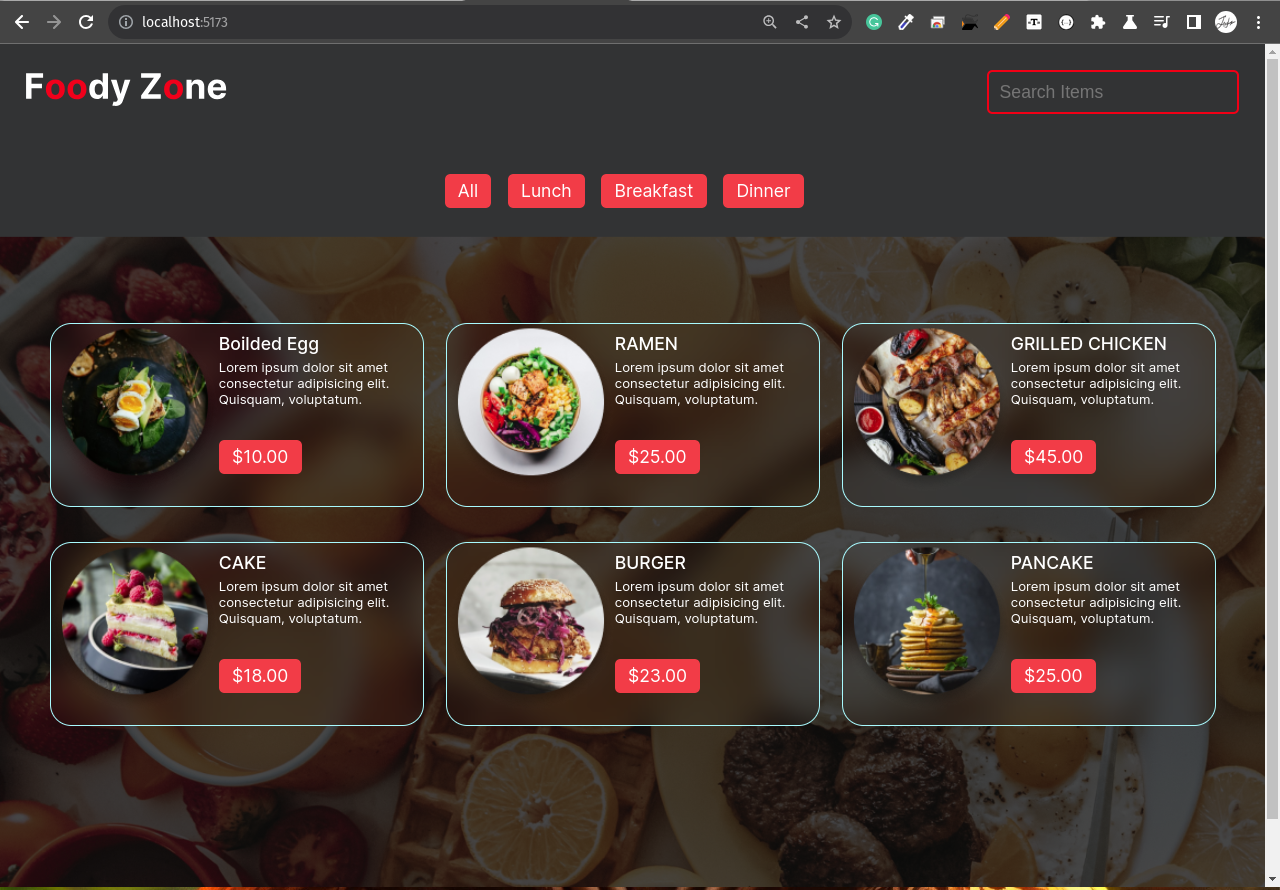 localhost:5173
Foody Zone
Search Items
All Lunch Breakfast Dinner
Boilded Egg
Lorem ipsum dolor sit amet
consectetur adipisicing elit.
Quisquam, voluptatum.
$10.00
RAMEN
Lorem ipsum dolor sit amet
consectetur adipisicing elit.
Quisquam, voluptatum.
$25.00
GRILLED CHICKEN
Lorem ipsum dolor sit amet
consectetur adipisicing elit.
Quisquam, voluptatum.
$45.00
CAKE
Lorem ipsum dolor sit amet
consectetur adipisicing elit.
Quisquam, voluptatum.
$18.00
BURGER
Lorem ipsum dolor sit amet
consectetur adipisicing elit.
Quisquam, voluptatum.
$23.00
PANCAKE
Lorem ipsum dolor sit amet
consectetur adipisicing elit.
Quisquam, voluptatum.
$25.00